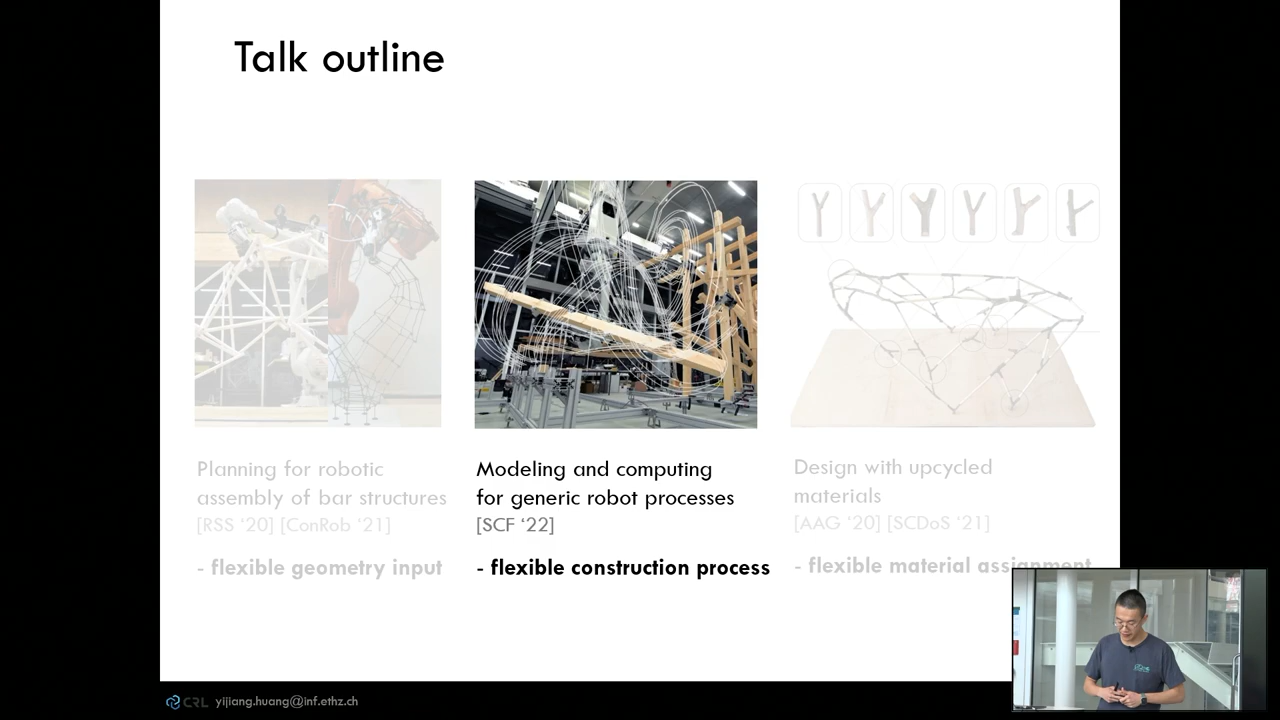 Talk outline
Planning for robotic
assembly of bar structures
[RSS ‘20] [ConRob ‘21]
- flexible geometry input
Modeling and computing
for generic robot processes
[SCF ‘22]
- flexible construction process
Design with upcycled
materials
[AAG ‘20] [SCDoS ‘21]
- flexible material assignment
CRL yijiang.huang@inf.ethz.ch